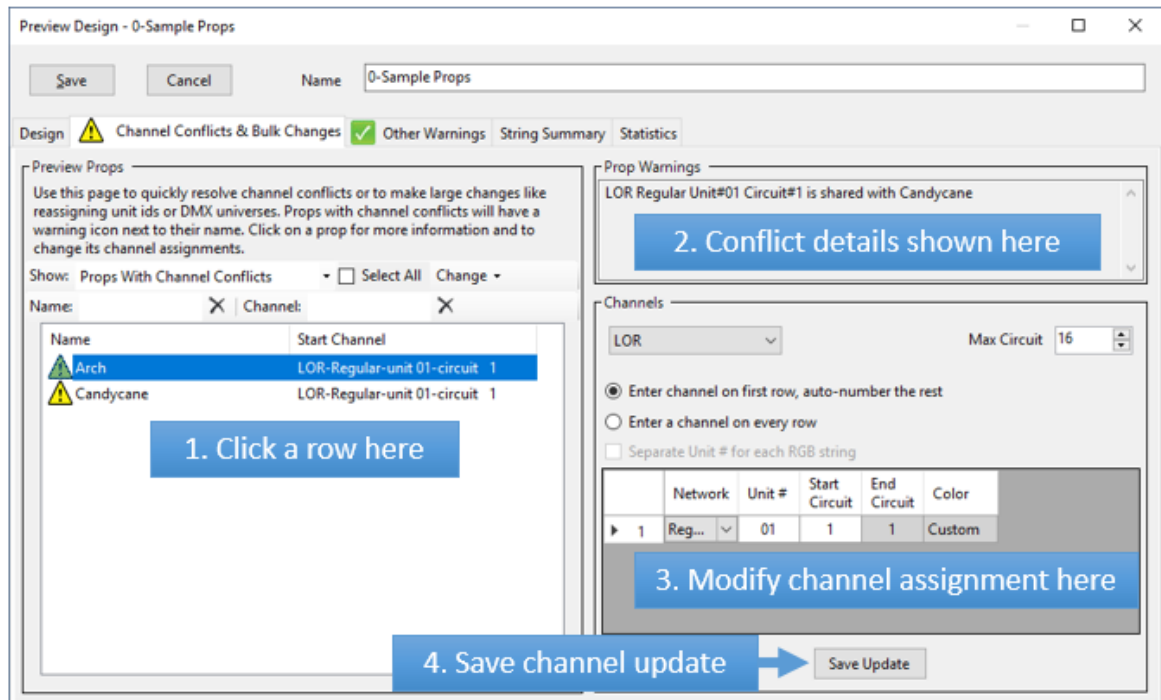 Preview Design - 0-Sample Props
Save
Cancel
Name
0-Sample Props
Design
Channel Conflicts & Bulk Changes
Other Warnings
String Summary
Statistics
Preview Props
Use this page to quickly resolve channel conflicts or to make large changes like
reassigning unit ids or DMX universes. Props with channel conflicts will have a
warning icon next to their name. Click on a prop for more information and to
change its channel assignments.
Show: Props With Channel Conflicts
Select All
Change
Name:
Channel:
Name Start Channel
Arch LOR-Regular-unit 01-circuit 1
Candycane LOR-Regular-unit 01-circuit 1
1. Click a row here
Prop Warnings
LOR Regular Unit#01 Circuit#1 is shared with Candycane
2. Conflict details shown here
Channels
LOR
Max Circuit 16
Enter channel on first row, auto-number the rest
Enter a channel on every row
Separate Unit # for each RGB string
Network Unit # Start Circuit End Circuit Color
1 Reg... 01 1 1 Custom
3. Modify channel assignment here
4. Save channel update
Save Update